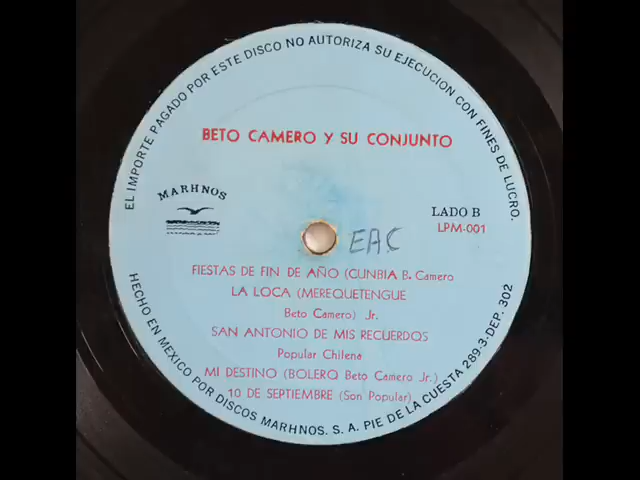 EL IMPORTE PAGADO POR ESTE DISCO NO AUTORIZA SU EJECUCION CON FINES DE LUCRO.
BETO CAMERO Y SU CONJUNTO
MARHNOS
LADO B
LPM-001
EAC
FIESTAS DE FIN DE AÑO (CUNBIA B. Camero
LA LOCA (MEREQUETENGUE
Beto Camero) Jr.
SAN ANTONIO DE MIS RECUERDOS
Popular Chilena
MI DESTINO (BOLERO Beto Camero Jr.)
10 DE SEPTIEMBRE (Son Popular)
HECHO EN MEXICO POR DISCOS MARHNOS. S. A. PIE DE LA CUESTA 289.3-DEP. 302